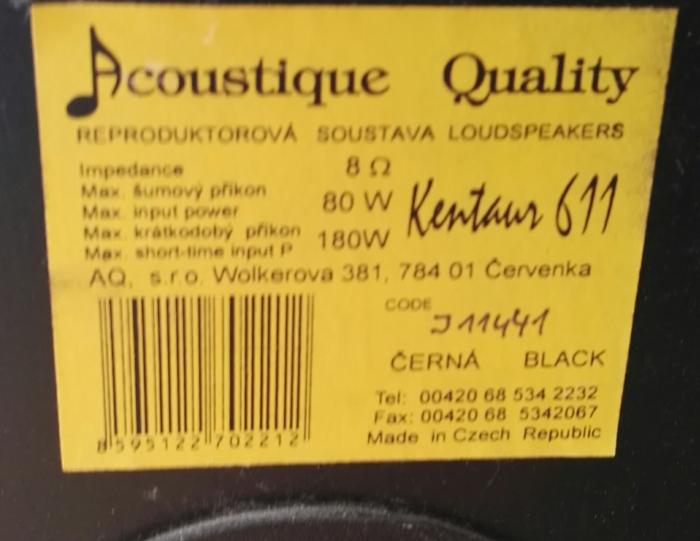 Acoustique Quality
REPRODUKTOROVÁ SOUSTAVA LOUDSPEAKERS
Impedance 8 Ω
Max. šumový příkon
Max. input power 80 W
Max. krátkodobý příkon
Max. short-time input P 180W
Kentaur 611
AQ, s.r.o. Wolkerova 381, 784 01 Červenka
CODE J11441
ČERNÁ BLACK
Tel: 00420 68 534 2232
Fax: 00420 68 5342067
Made in Czech Republic
8595122702212